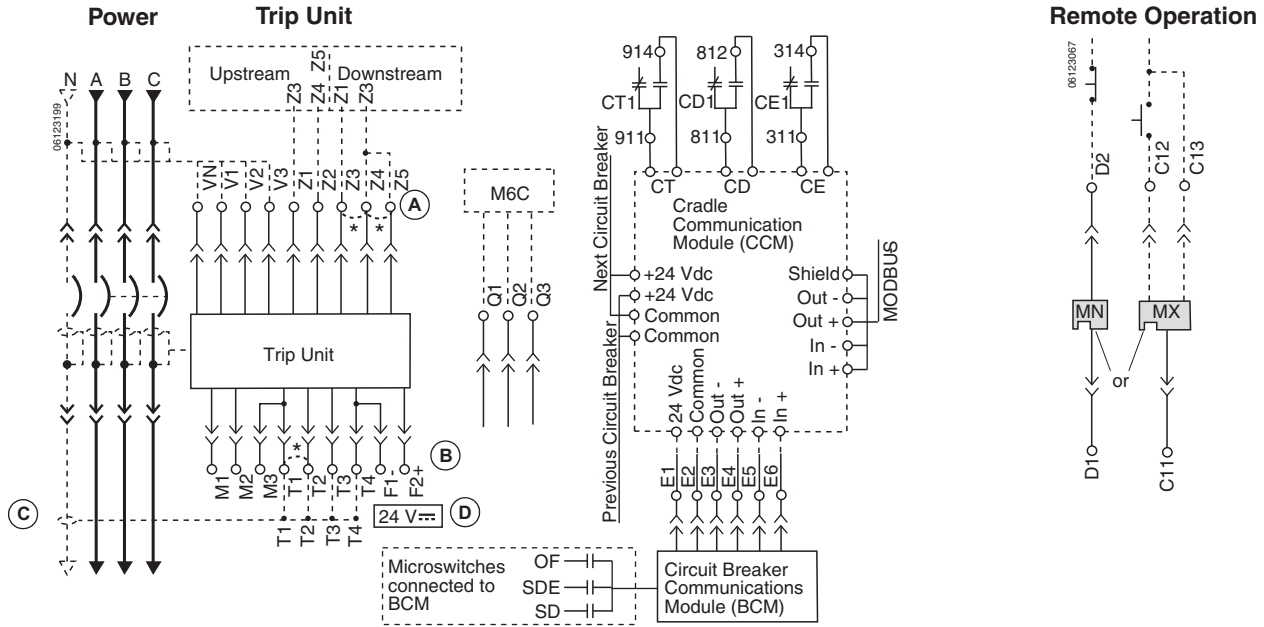 Power
Trip Unit
Remote Operation
N A B C
06123199
Upstream
Downstream
Z3 Z4 Z5 Z1 Z3
VN V1 V2 V3 Z1 Z2 Z3 Z4 Z5
A
* *
Trip Unit
*
M1 M2 M3 T1 T2 T3 T4 F1- F2+
B
C
24 V
D
T1 T2 T3 T4
M6C
Q1 Q2 Q3
914 812 314
CT1 CD1 CE1
911 811 311
CT CD CE
Cradle
Communication
Module (CCM)
Next Circuit Breaker
Previous Circuit Breaker
+24 Vdc
+24 Vdc
Common
Common
Shield
Out -
Out +
In -
In +
MODBUS
24 Vdc
Common
Out -
Out +
In -
In +
E1 E2 E3 E4 E5 E6
Microswitches
connected to
BCM
OF
SDE
SD
Circuit Breaker
Communications
Module (BCM)
06123067
D2 C12 C13
MN MX
or
D1 C11